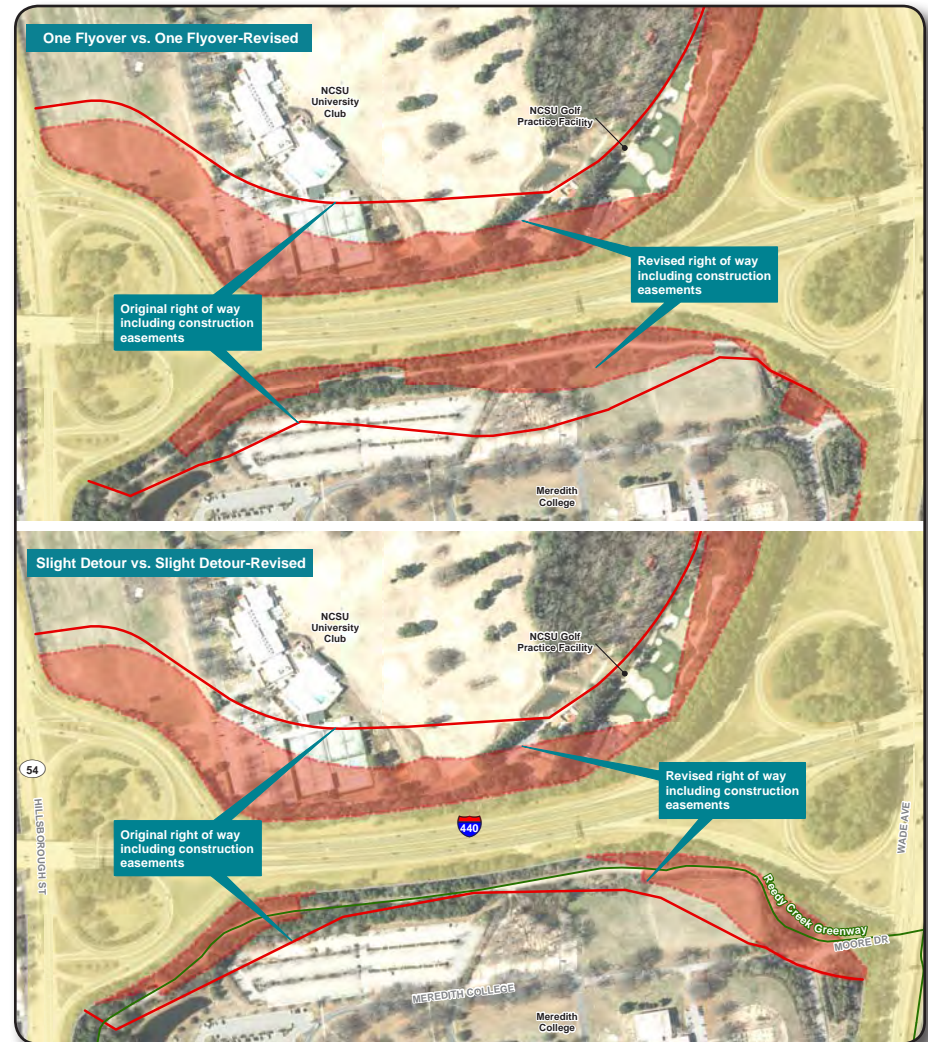 One Flyover vs. One Flyover-Revised
NCSU
University
Club
NCSU Golf
Practice Facility
Revised right of way
including construction
easements
Original right of way
including construction
easements
Meredith
College
Slight Detour vs. Slight Detour-Revised
NCSU
University
Club
NCSU Golf
Practice Facility
54
Revised right of way
including construction
easements
HILLSBOROUGH ST
440
WADE AVE
Original right of way
including construction
easements
Reedy Creek Greenway
MOORE DR
MEREDITH COLLEGE
Meredith
College